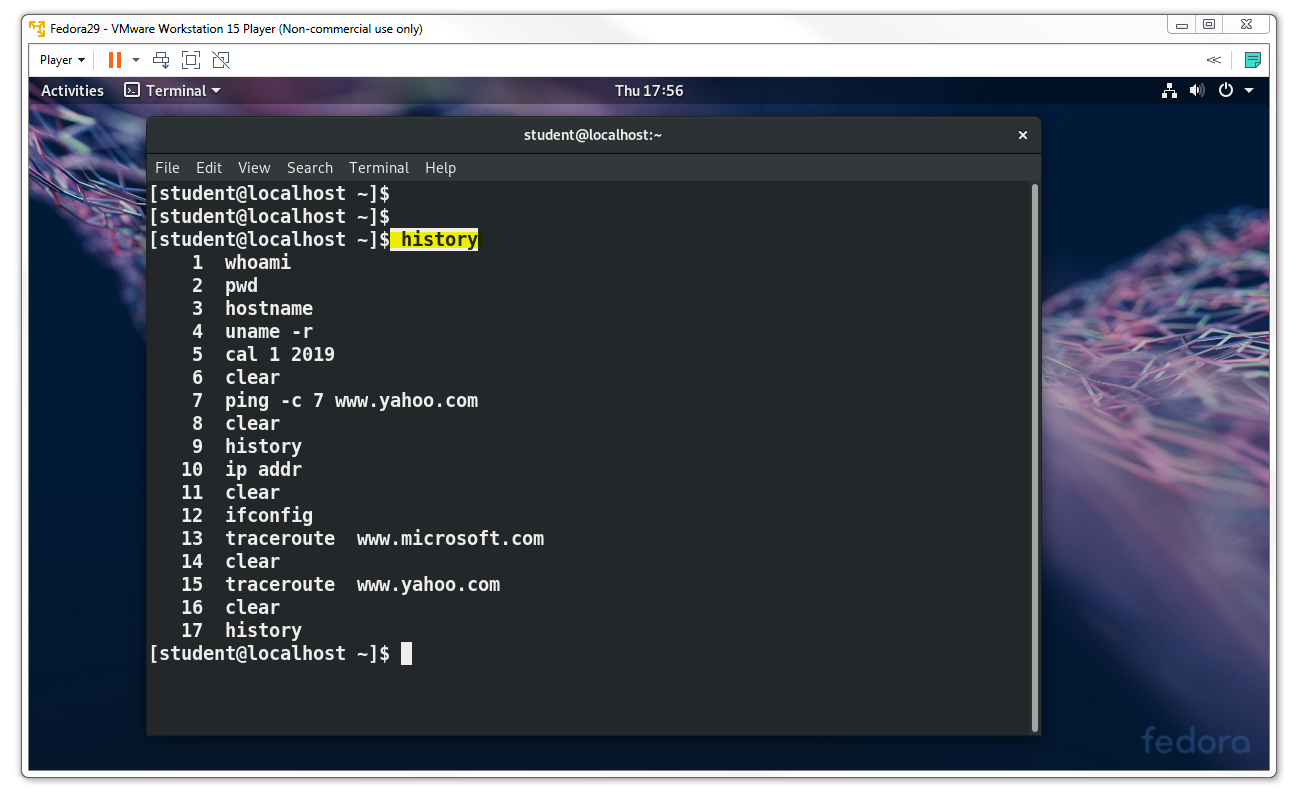 Fedora29 - VMware Workstation 15 Player (Non-commercial use only)
Player
Activities Terminal Thu 17:56
student@localhost:~
File Edit View Search Terminal Help
[student@localhost ~]$
[student@localhost ~]$
[student@localhost ~]$ history
1 whoami
2 pwd
3 hostname
4 uname -r
5 cal 1 2019
6 clear
7 ping -c 7 www.yahoo.com
8 clear
9 history
10 ip addr
11 clear
12 ifconfig
13 traceroute  www.microsoft.com
14 clear
15 traceroute  www.yahoo.com
16 clear
17 history
[student@localhost ~]$
fedora